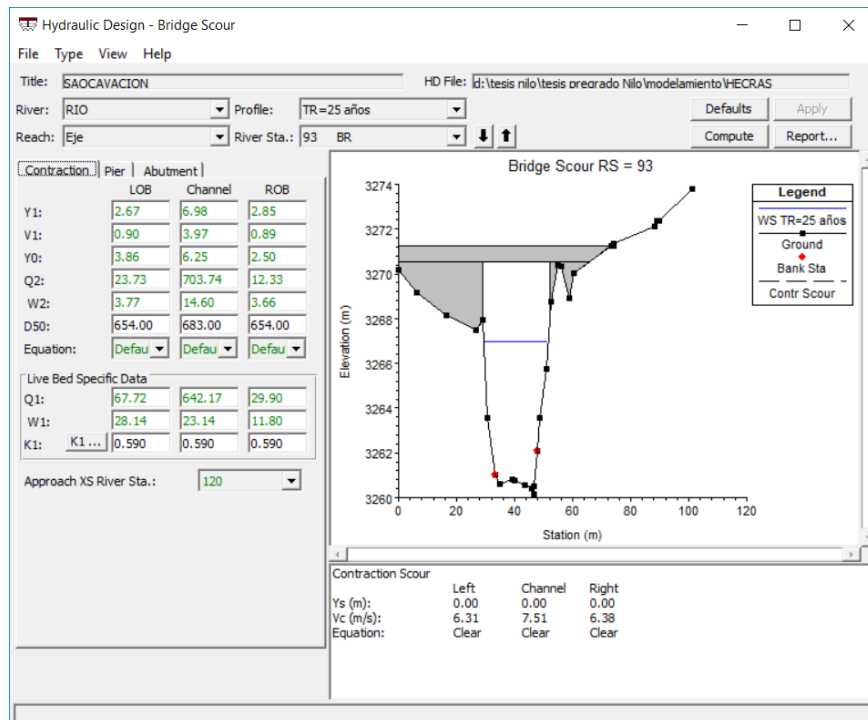 Hydraulic Design - Bridge Scour
File Type View Help
Title: SAOCAVACION HD File: d:\tesis nilo\tesis pregrado Nilo\modelamiento\HECRAS
River: RIO Profile: TR=25 años Defaults Apply
Reach: Eje River Sta.: 93 BR Compute Report...
Contraction Pier Abutment
LOB Channel ROB
Y1: 2.67 6.98 2.85
V1: 0.90 3.97 0.89
Y0: 3.86 6.25 2.50
Q2: 23.73 703.74 12.33
W2: 3.77 14.60 3.66
D50: 654.00 683.00 654.00
Equation: Defau Defau Defau
Live Bed Specific Data
Q1: 67.72 642.17 29.90
W1: 28.14 23.14 11.80
K1: K1 ... 0.590 0.590 0.590
Approach XS River Sta.: 120
Bridge Scour RS = 93
3274
3272
3270
3268
3266
3264
3262
3260
Elevation (m)
0 20 40 60 80 100 120
Station (m)
Legend
WS TR=25 años
Ground
Bank Sta
Contr Scour
Contraction Scour
Left Channel Right
Ys (m): 0.00 0.00 0.00
Vc (m/s): 6.31 7.51 6.38
Equation: Clear Clear Clear